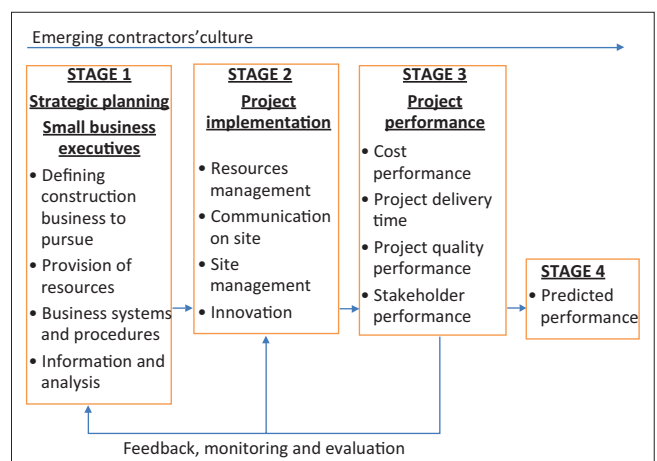 Emerging contractors'culture
STAGE 1
Strategic planning
Small business
executives
• Defining
construction
business to
pursue
• Provision of
resources
• Business systems
and procedures
• Information and
analysis
STAGE 2
Project
implementation
• Resources
management
• Communication
on site
• Site
management
• Innovation
STAGE 3
Project
performance
• Cost
performance
• Project delivery
time
• Project quality
performance
• Stakeholder
performance
STAGE 4
• Predicted
performance
Feedback, monitoring and evaluation